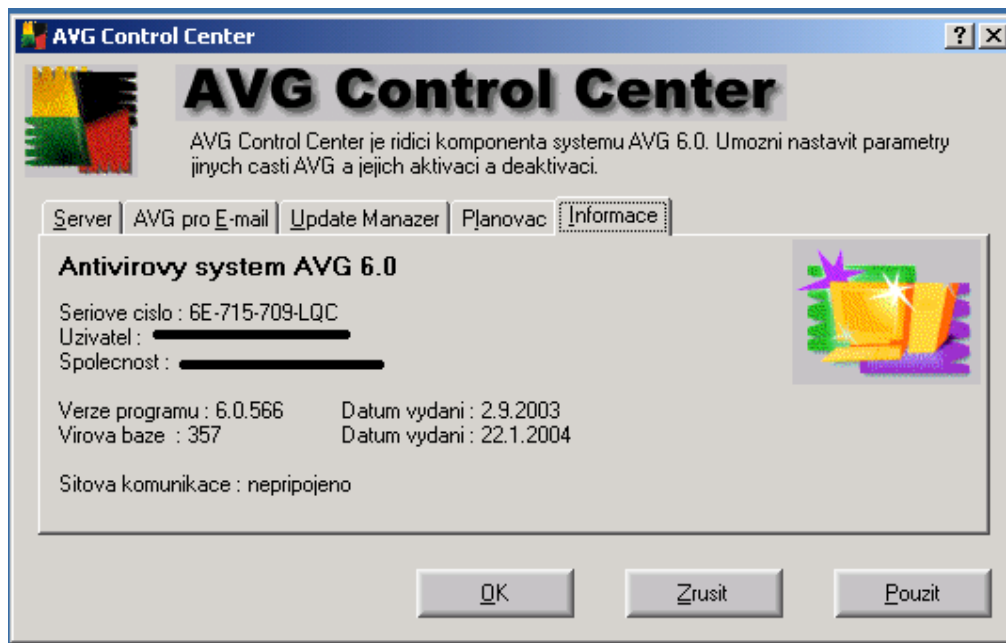 AVG Control Center
AVG Control Center
AVG Control Center je ridici komponenta systemu AVG 6.0. Umozni nastavit parametry
jinych casti AVG a jejich aktivaci a deaktivaci.
Server AVG pro E-mail Update Manazer Planovac Informace
Antivirovy system AVG 6.0
Seriove cislo : 6E-715-709-LQC
Uzivatel :
Spolecnost :
Verze programu : 6.0.566 Datum vydani : 2.9.2003
Virova baze : 357 Datum vydani : 22.1.2004
Sitova komunikace : nepripojeno
OK Zrusit Pouzit